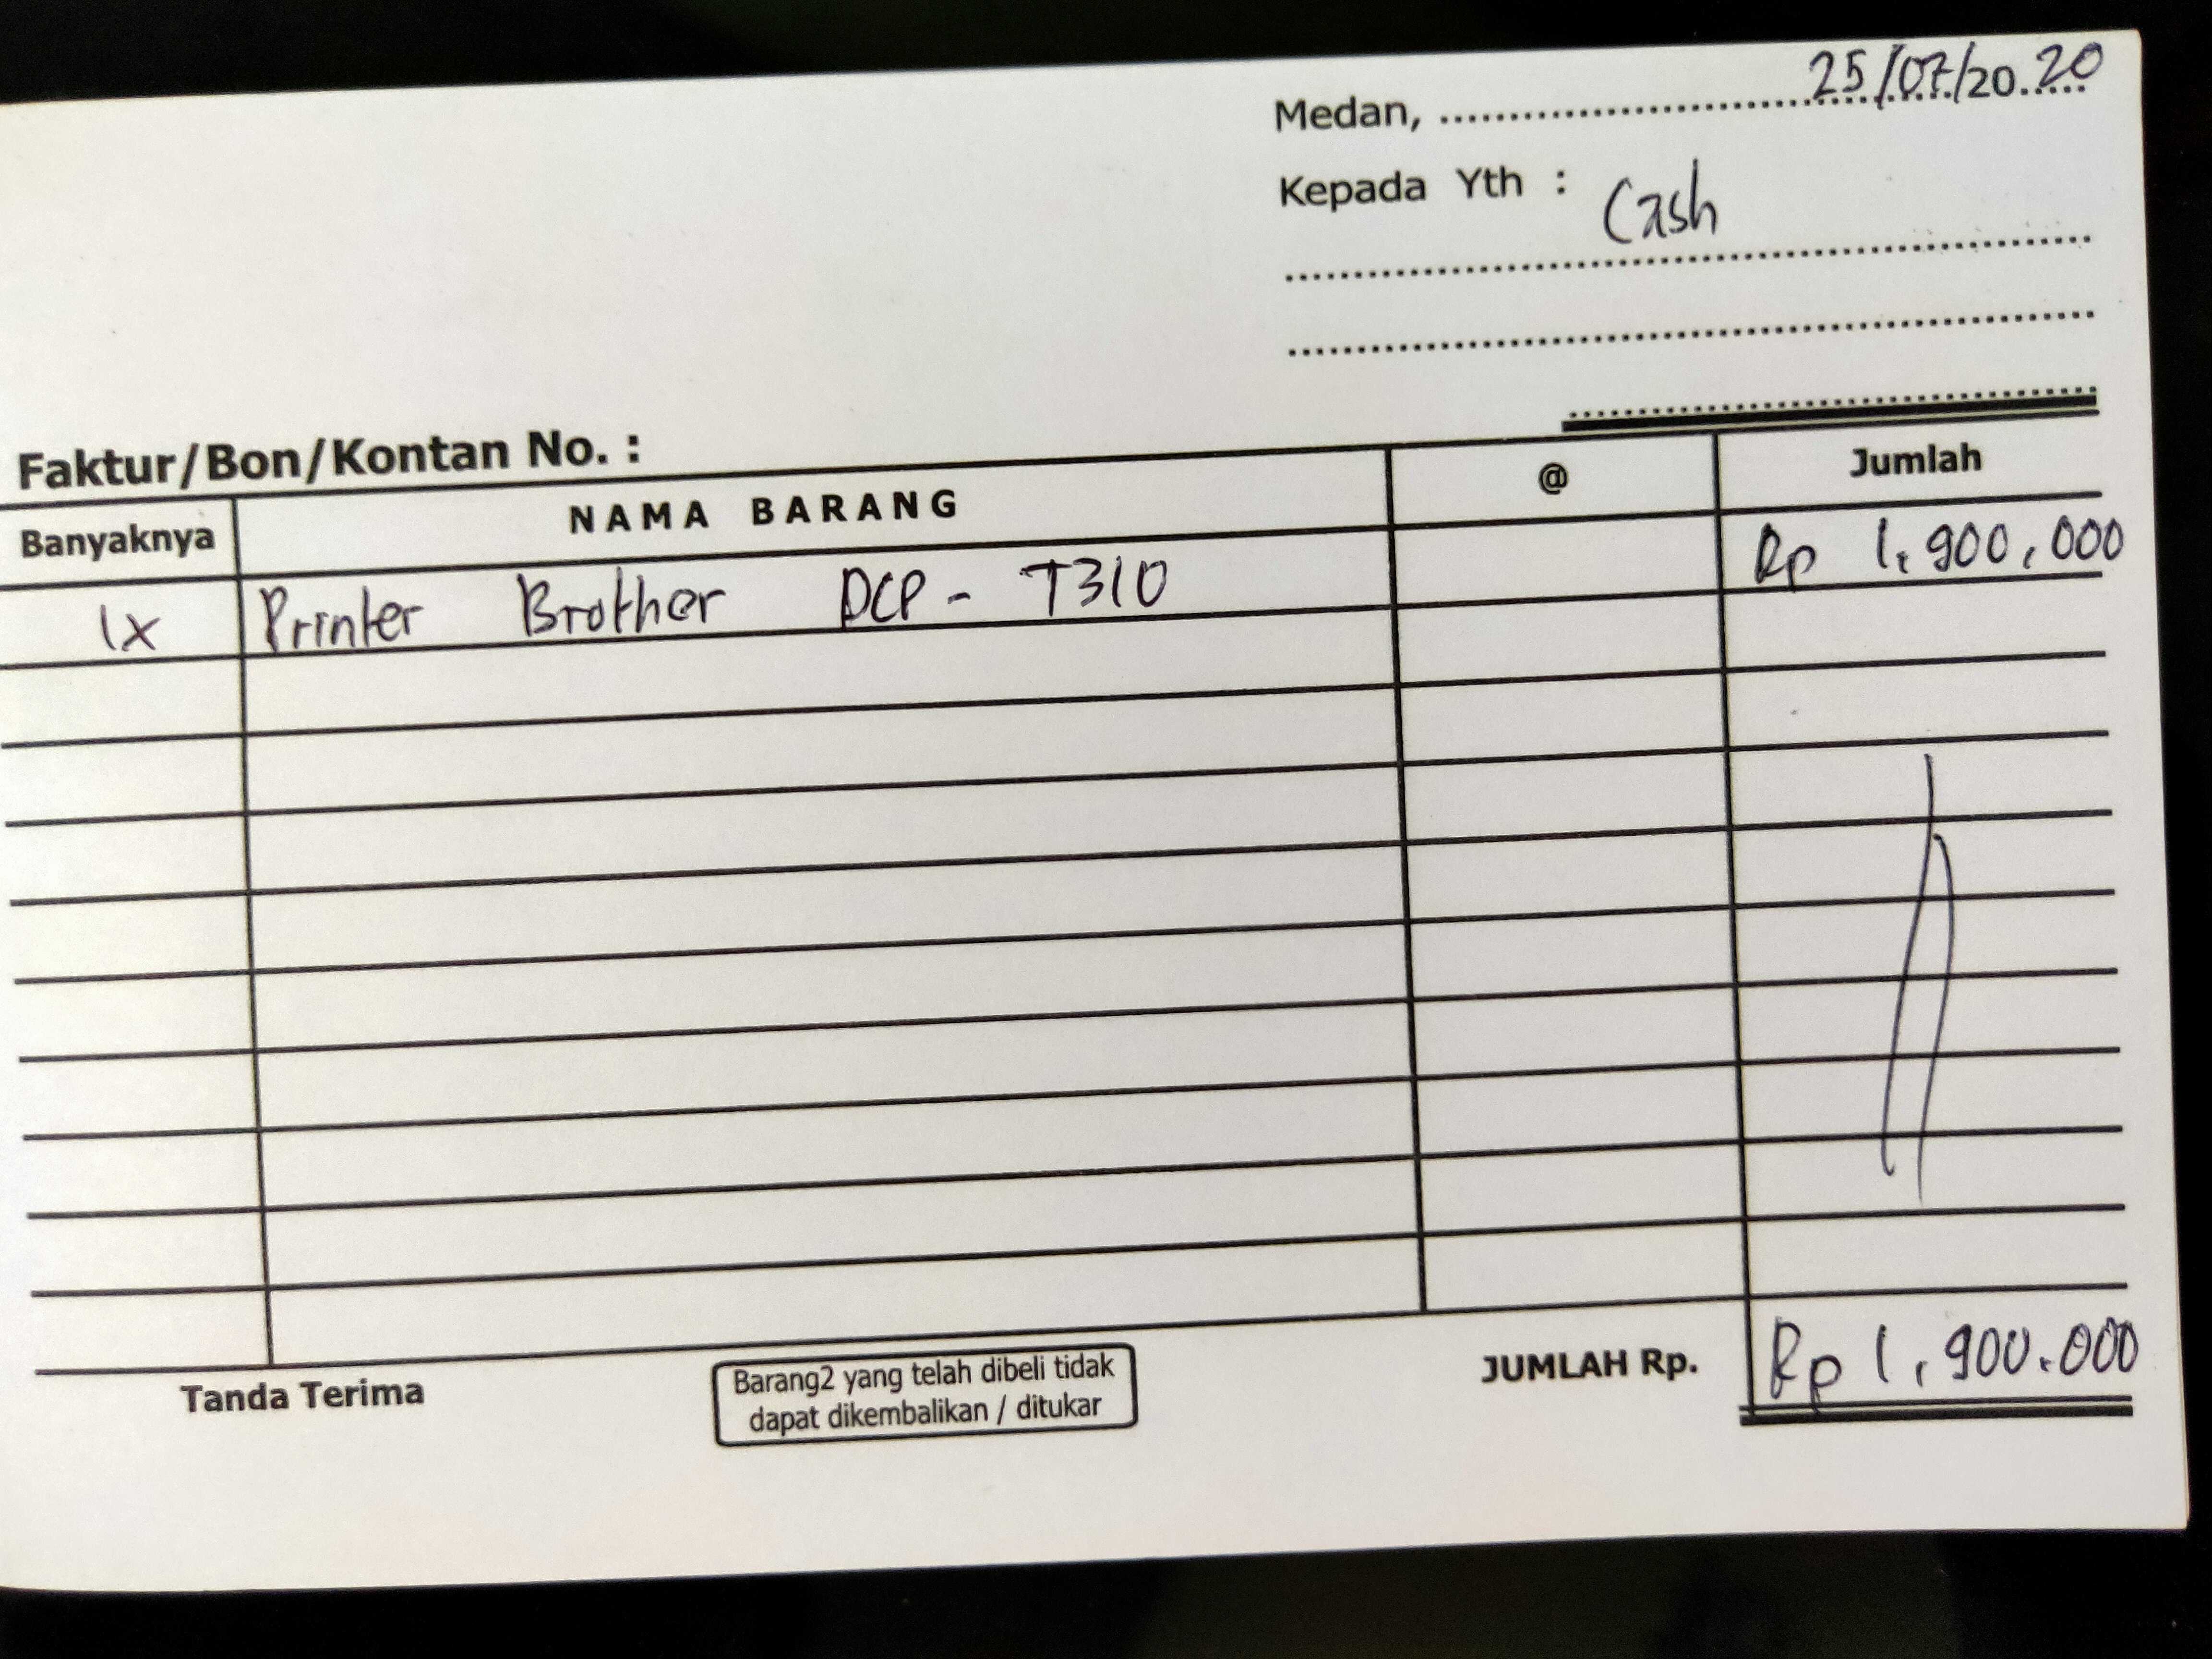 Medan, 25/07/2020
Kepada Yth : Cash
Faktur/Bon/Kontan No. :
Banyaknya NAMA BARANG @ Jumlah
1x Printer Brother DCP - T310 Rp 1.900.000
Tanda Terima
Barang2 yang telah dibeli tidak
dapat dikembalikan / ditukar
JUMLAH Rp. Rp 1.900.000